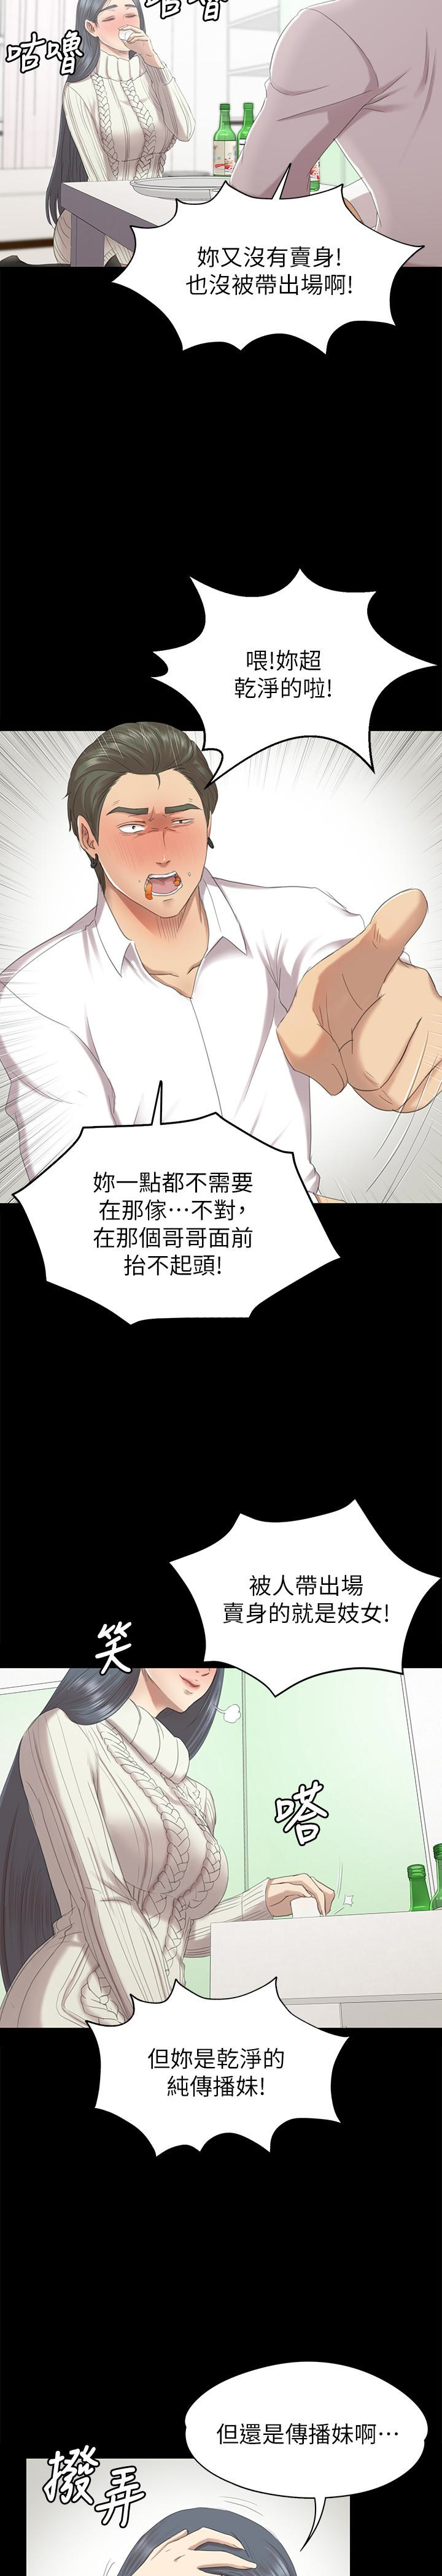 咕嚕
咕嚕
妳又沒有賣身!
也沒被帶出場啊!
喂!妳超
乾淨的啦!
妳一點都不需要
在那傢⋯不對,
在那個哥哥面前
抬不起頭!
被人帶出場
賣身的就是妓女!
笑
嗒
但妳是乾淨的
純傳播妹!
但還是傳播妹啊⋯
撥弄